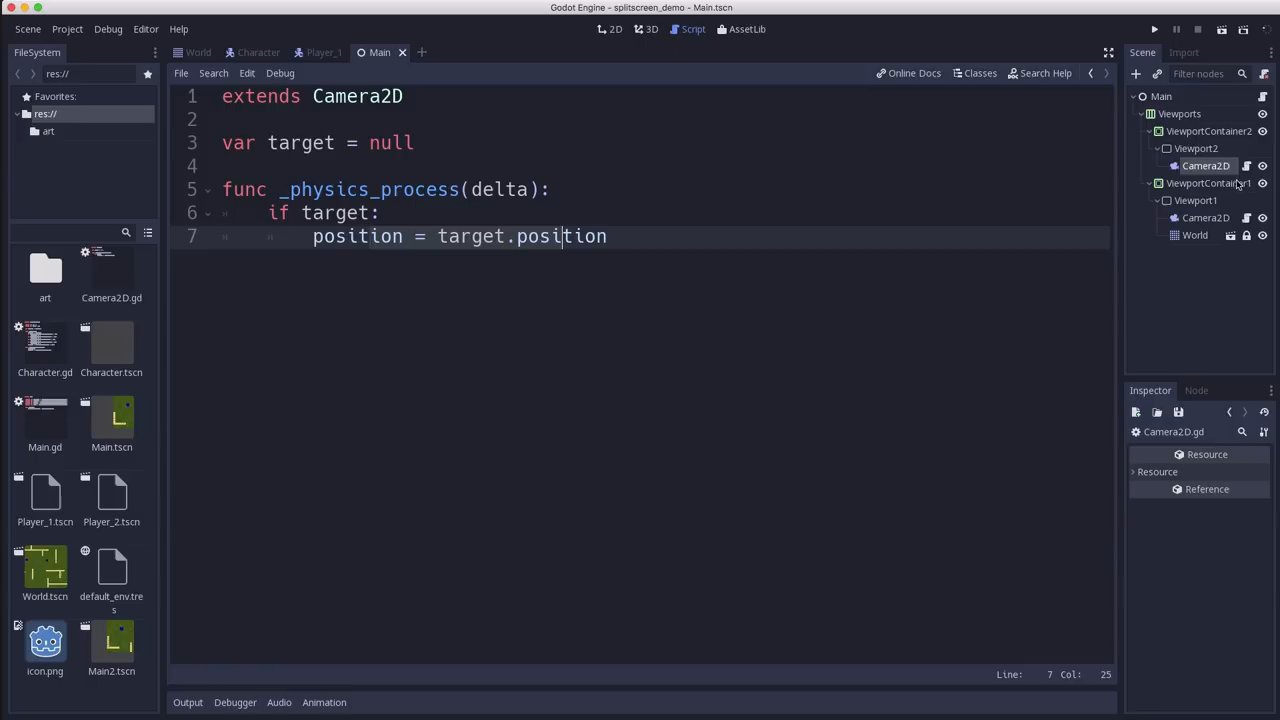 Godot Engine - splitscreen_demo - Main.tscn
Scene Project Debug Editor Help
2D 3D Script AssetLib
FileSystem
res://
Favorites:
res://
art
art
Camera2D.gd
Character.gd
Character.tscn
Main.gd
Main.tscn
Player_1.tscn
Player_2.tscn
World.tscn
default_env.tre
s
icon.png
Main2.tscn
World Character Player_1 Main
File Search Edit Debug
Online Docs Classes Search Help
1 extends Camera2D
2
3 var target = null
4
5 func _physics_process(delta):
6 if target:
7 position = target.position
Line: 7 Col: 25
Output Debugger Audio Animation
Scene Import
Filter nodes
Main
Viewports
ViewportContainer2
Viewport2
Camera2D
ViewportContainer1
Viewport1
Camera2D
World
Inspector Node
Camera2D.gd
Resource
Resource
Reference